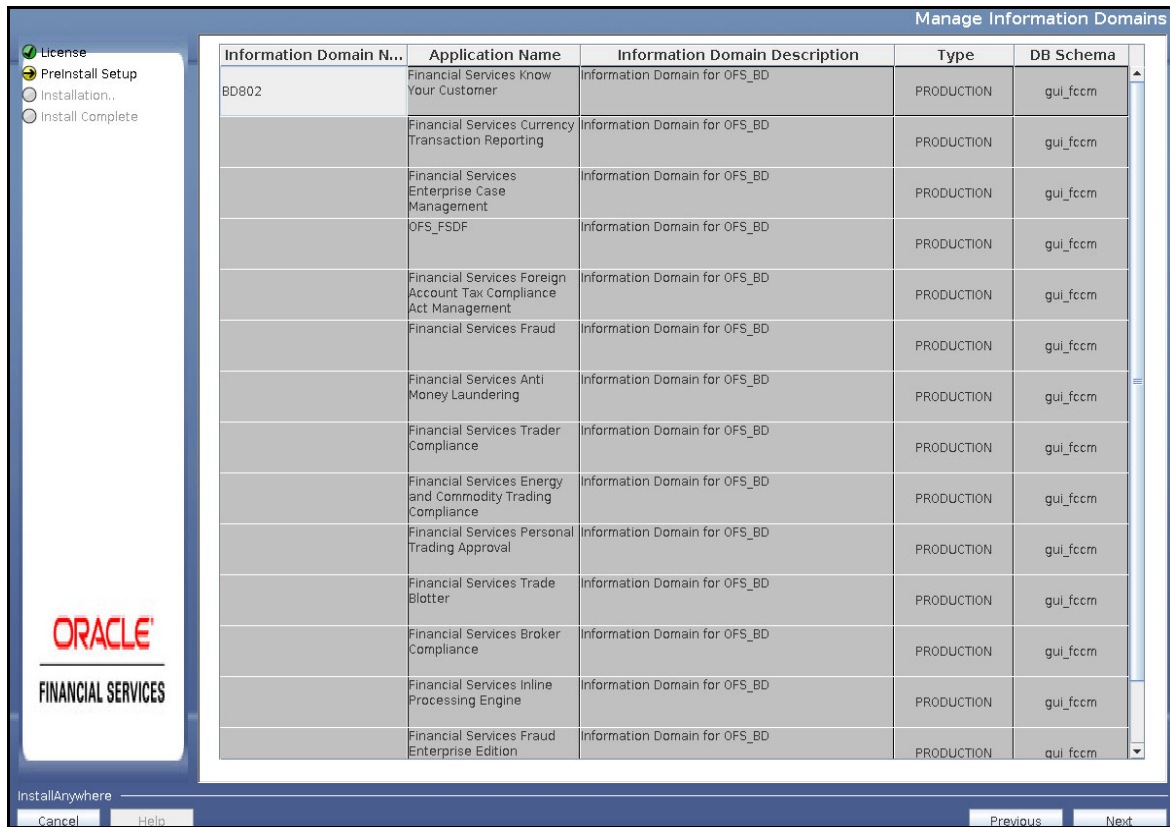 Manage Information Domains
License
PreInstall Setup
Installation..
Install Complete
Information Domain N... Application Name Information Domain Description Type DB Schema
BD802 Financial Services Know Your Customer Information Domain for OFS_BD PRODUCTION gui_fccm
Financial Services Currency Transaction Reporting Information Domain for OFS_BD PRODUCTION gui_fccm
Financial Services Enterprise Case Management Information Domain for OFS_BD PRODUCTION gui_fccm
OFS_FSDF Information Domain for OFS_BD PRODUCTION gui_fccm
Financial Services Foreign Account Tax Compliance Act Management Information Domain for OFS_BD PRODUCTION gui_fccm
Financial Services Fraud Information Domain for OFS_BD PRODUCTION gui_fccm
Financial Services Anti Money Laundering Information Domain for OFS_BD PRODUCTION gui_fccm
Financial Services Trader Compliance Information Domain for OFS_BD PRODUCTION gui_fccm
Financial Services Energy and Commodity Trading Compliance Information Domain for OFS_BD PRODUCTION gui_fccm
Financial Services Personal Trading Approval Information Domain for OFS_BD PRODUCTION gui_fccm
Financial Services Trade Blotter Information Domain for OFS_BD PRODUCTION gui_fccm
Financial Services Broker Compliance Information Domain for OFS_BD PRODUCTION gui_fccm
Financial Services Inline Processing Engine Information Domain for OFS_BD PRODUCTION gui_fccm
Financial Services Fraud Enterprise Edition Information Domain for OFS_BD PRODUCTION gui_fccm
ORACLE
FINANCIAL SERVICES
InstallAnywhere
Cancel Help Previous Next